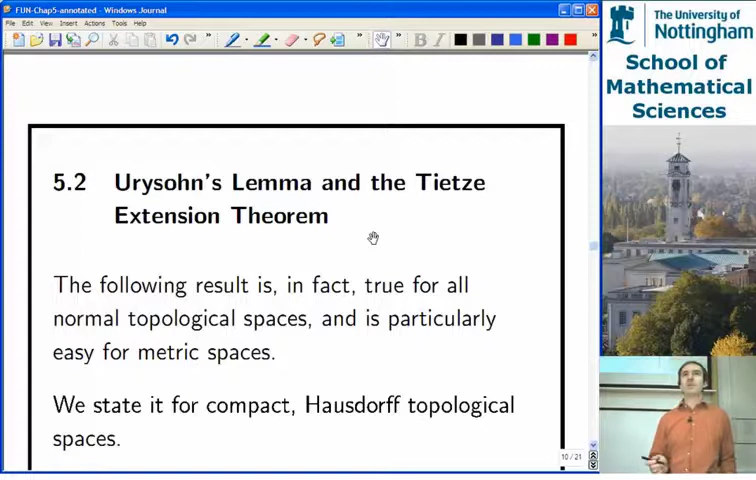 FUN-Chap5-annotated - Windows Journal
File Edit View Insert Actions Tools Help
B I
5.2 Urysohn's Lemma and the Tietze
Extension Theorem
The following result is, in fact, true for all
normal topological spaces, and is particularly
easy for metric spaces.
We state it for compact, Hausdorff topological
spaces.
10 / 21
The University of
Nottingham
School of
Mathematical
Sciences